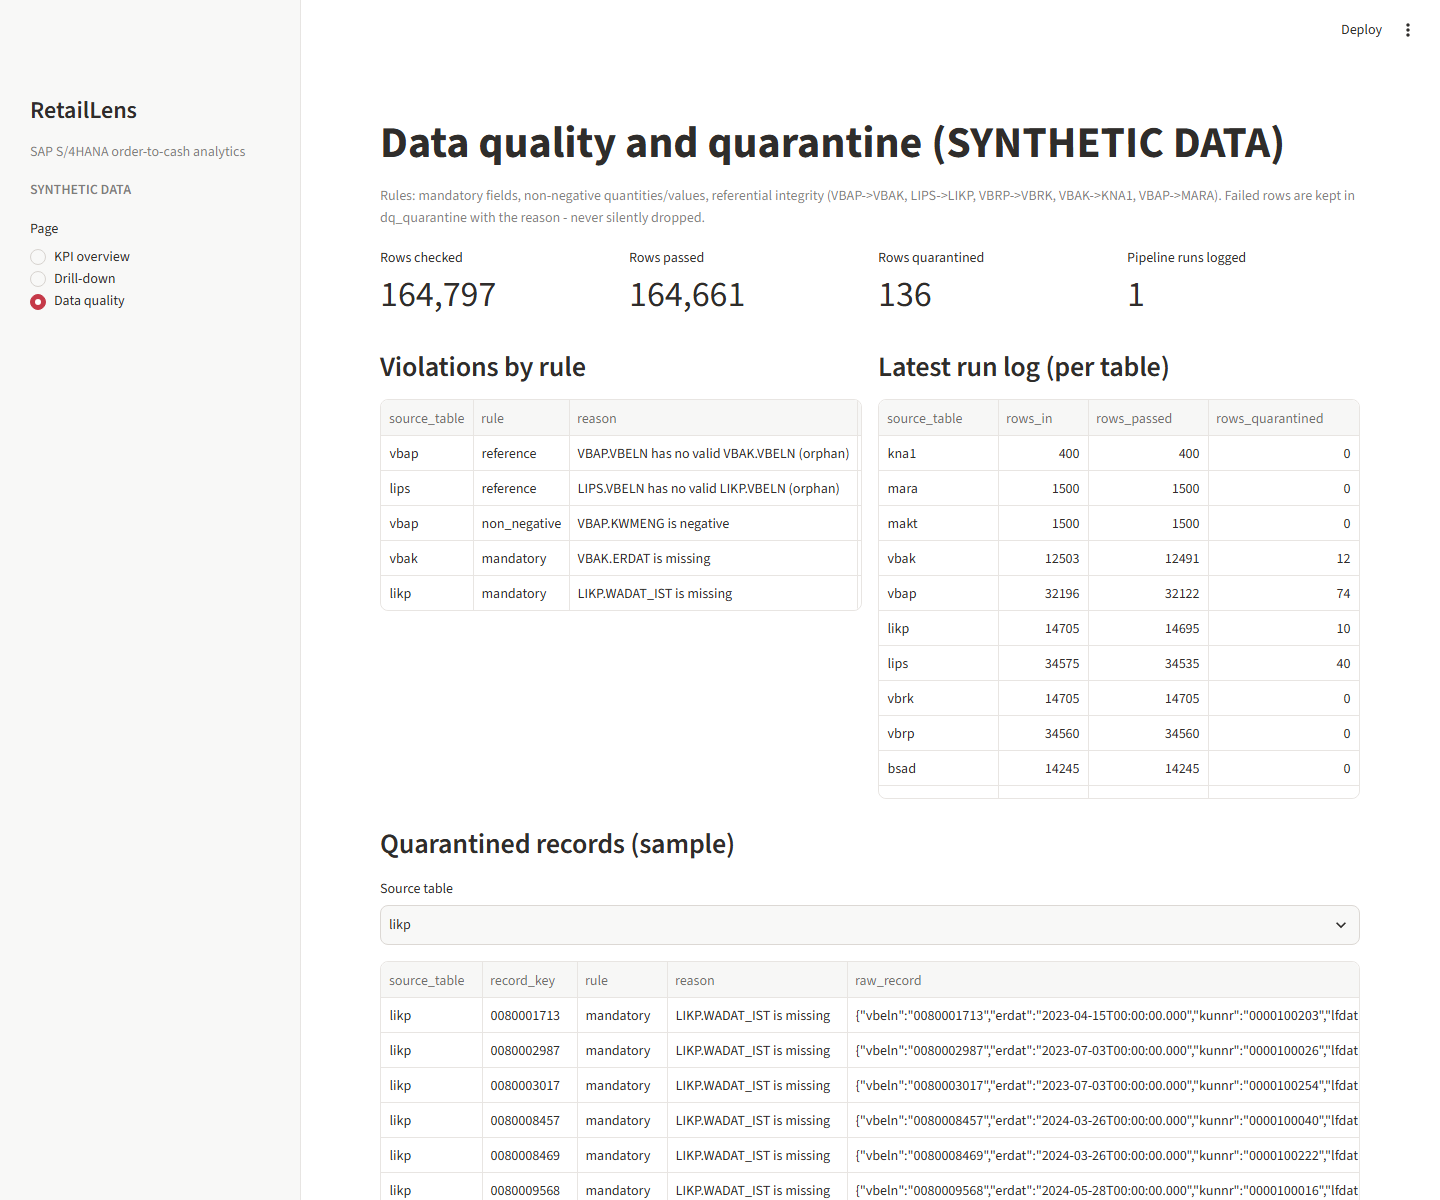 Deploy
RetailLens
SAP S/4HANA order-to-cash analytics
SYNTHETIC DATA
Page
KPI overview
Drill-down
Data quality
Data quality and quarantine (SYNTHETIC DATA)
Rules: mandatory fields, non-negative quantities/values, referential integrity (VBAP->VBAK, LIPS->LIKP, VBRP->VBRK, VBAK->KNA1, VBAP->MARA). Failed rows are kept in
dq_quarantine with the reason - never silently dropped.
Rows checked Rows passed Rows quarantined Pipeline runs logged
164,797 164,661 136 1
Violations by rule
source_table rule reason
vbap reference VBAP.VBELN has no valid VBAK.VBELN (orphan)
lips reference LIPS.VBELN has no valid LIKP.VBELN (orphan)
vbap non_negative VBAP.KWMENG is negative
vbak mandatory VBAK.ERDAT is missing
likp mandatory LIKP.WADAT_IST is missing
Latest run log (per table)
source_table rows_in rows_passed rows_quarantined
kna1 400 400 0
mara 1500 1500 0
makt 1500 1500 0
vbak 12503 12491 12
vbap 32196 32122 74
likp 14705 14695 10
lips 34575 34535 40
vbrk 14705 14705 0
vbrp 34560 34560 0
bsad 14245 14245 0
Quarantined records (sample)
Source table
likp
source_table record_key rule reason raw_record
likp 0080001713 mandatory LIKP.WADAT_IST is missing {"vbeln":"0080001713","erdat":"2023-04-15T00:00:00.000","kunnr":"0000100203","lfdat
likp 0080002987 mandatory LIKP.WADAT_IST is missing {"vbeln":"0080002987","erdat":"2023-07-03T00:00:00.000","kunnr":"0000100026","lfdat
likp 0080003017 mandatory LIKP.WADAT_IST is missing {"vbeln":"0080003017","erdat":"2023-07-03T00:00:00.000","kunnr":"0000100254","lfdat
likp 0080008457 mandatory LIKP.WADAT_IST is missing {"vbeln":"0080008457","erdat":"2024-03-26T00:00:00.000","kunnr":"0000100040","lfdat
likp 0080008469 mandatory LIKP.WADAT_IST is missing {"vbeln":"0080008469","erdat":"2024-03-26T00:00:00.000","kunnr":"0000100222","lfdat
likp 0080009568 mandatory LIKP.WADAT_IST is missing {"vbeln":"0080009568","erdat":"2024-05-28T00:00:00.000","kunnr":"0000100016","lfdat